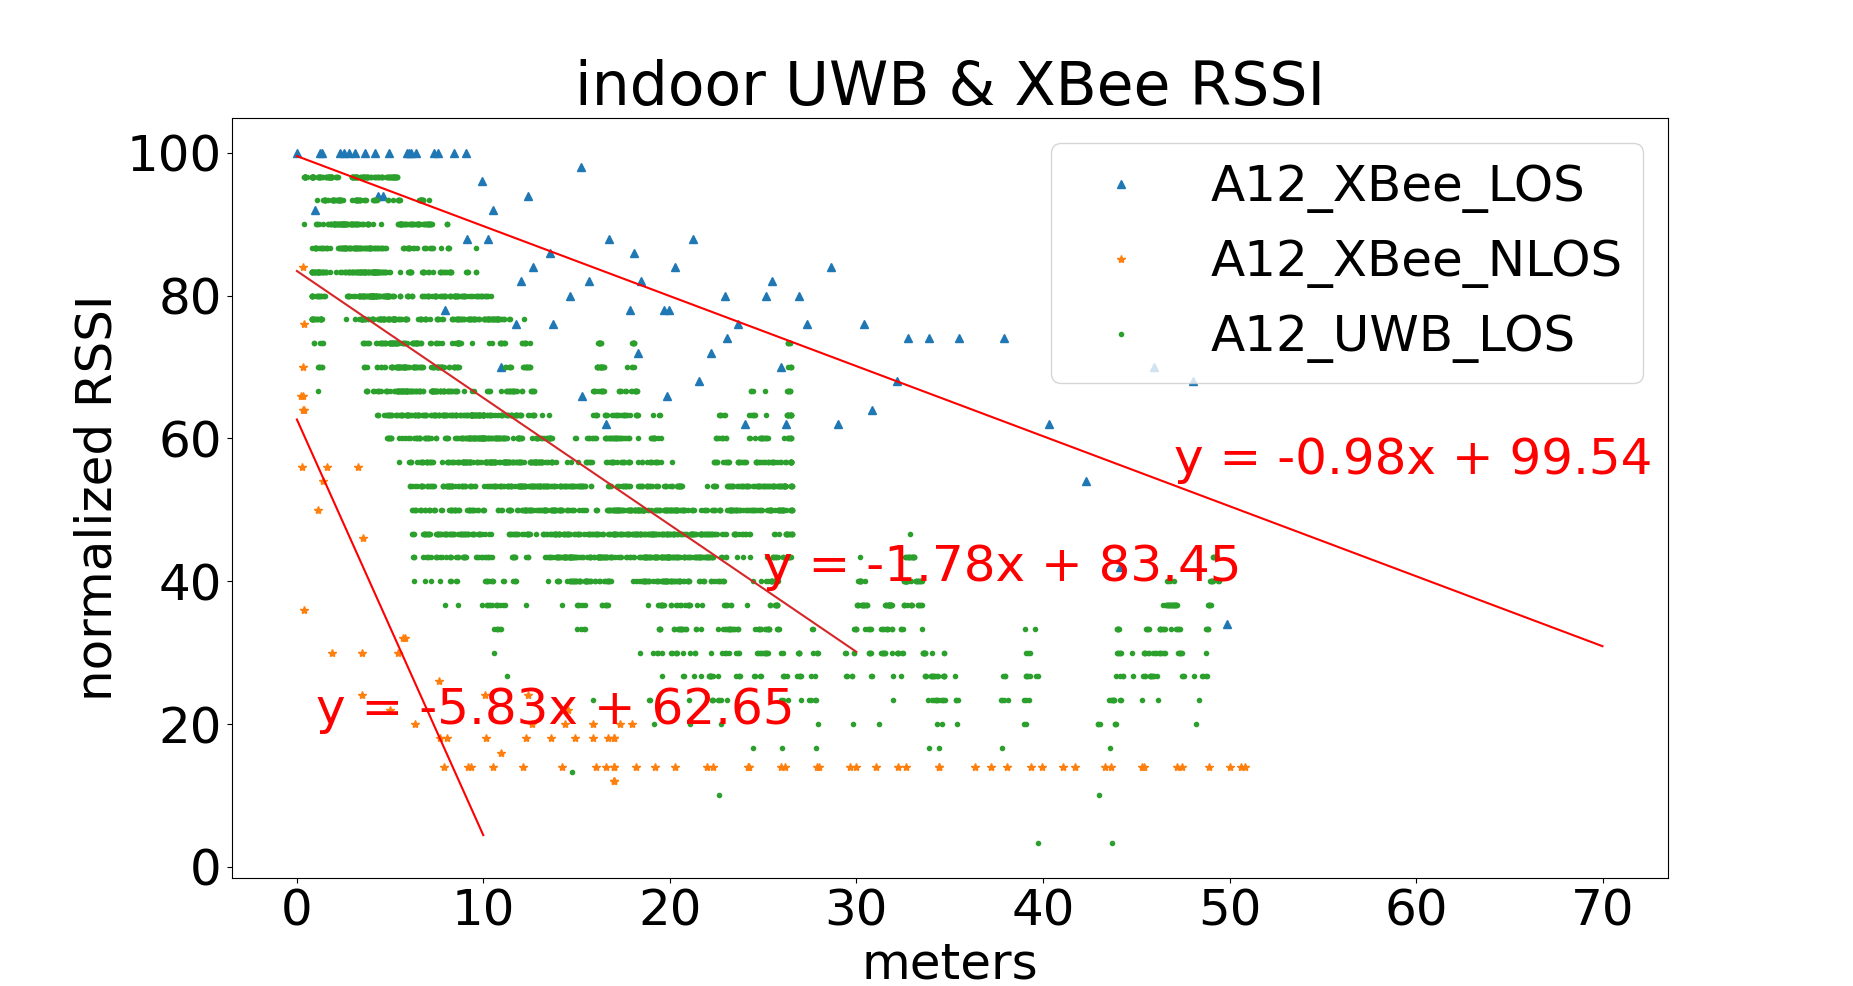 indoor UWB & XBee RSSI
normalized RSSI
100
80
60
40
20
0
A12_XBee_LOS
A12_XBee_NLOS
A12_UWB_LOS
y = -0.98x + 99.54
y = -1.78x + 83.45
y = -5.83x + 62.65
0 10 20 30 40 50 60 70
meters